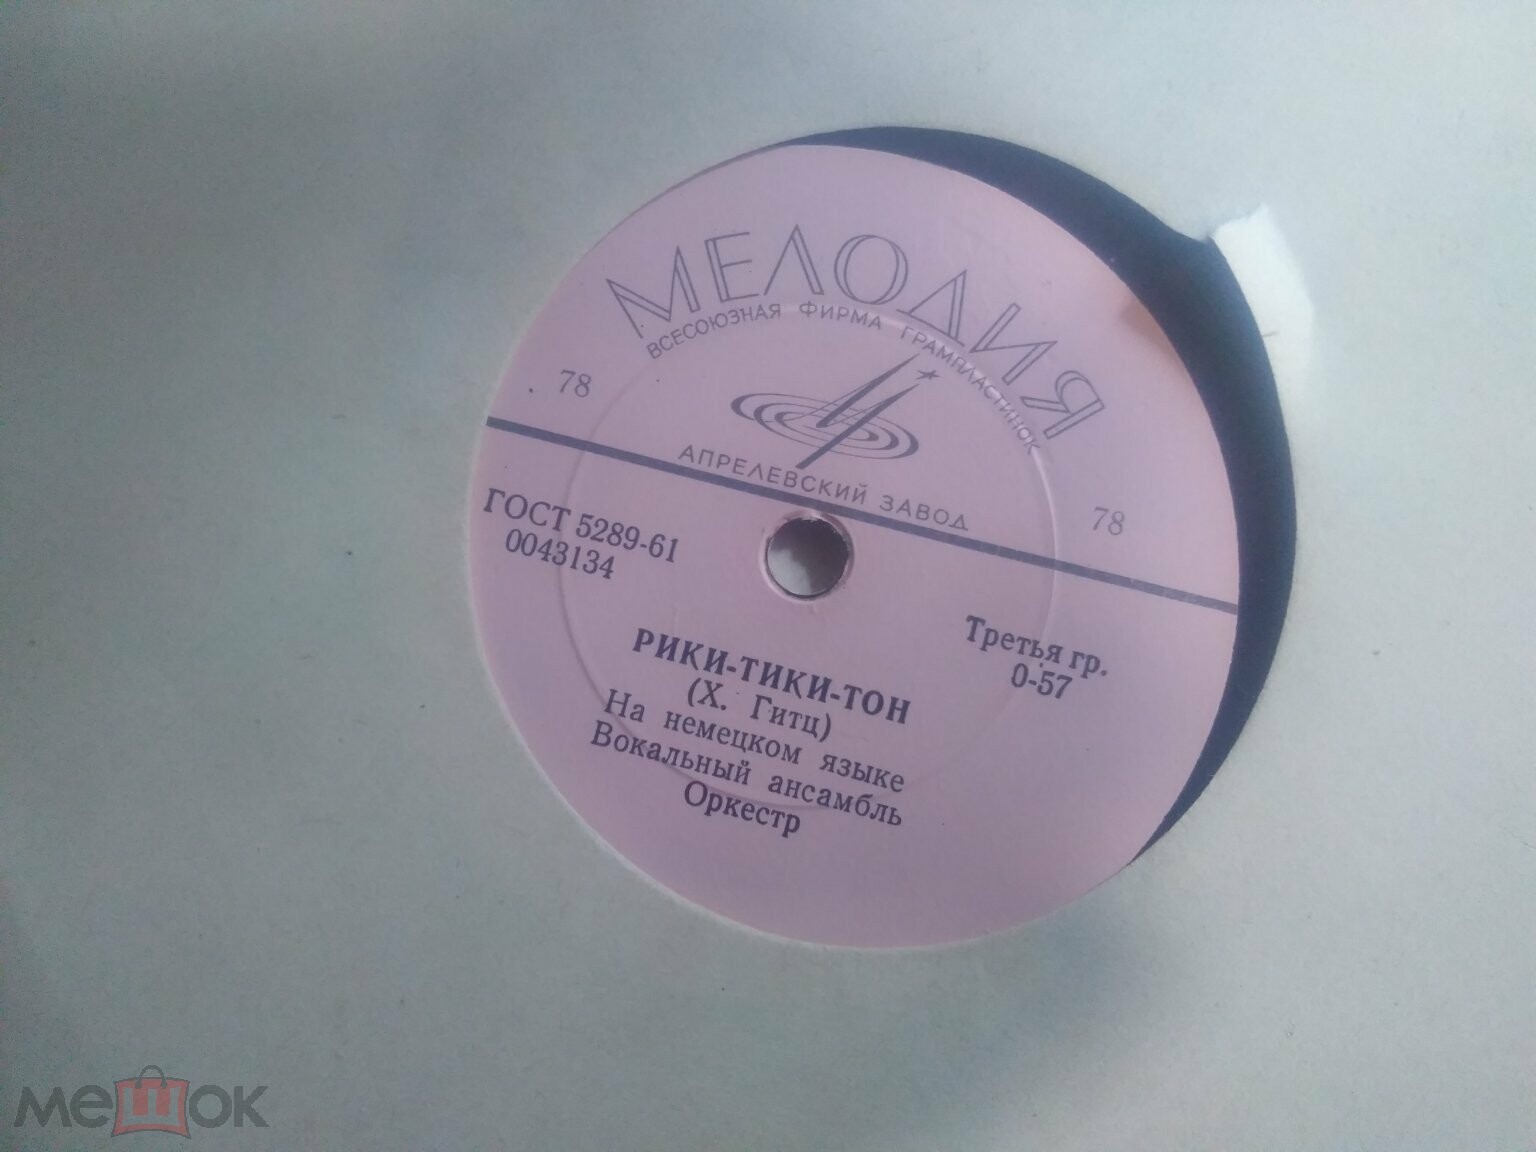 МЕЛОДИЯ
ВСЕСОЮЗНАЯ ФИРМА ГРАМПЛАСТИНОК
78
78
АПРЕЛЕВСКИЙ ЗАВОД
ГОСТ 5289-61
0043134
Третья гр.
0-57
РИКИ-ТИКИ-ТОН
(Х. Гитц)
На немецком языке
Вокальный ансамбль
Оркестр
мешок